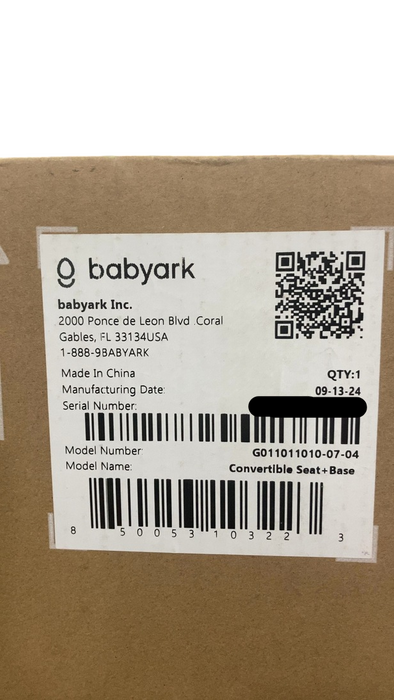 babyark
babyark Inc.
2000 Ponce de Leon Blvd .Coral
Gables, FL 33134USA
1-888-9BABYARK
Made In China QTY:1
Manufacturing Date: 09-13-24
Serial Number:
Model Number: G011011010-07-04
Model Name: Convertible Seat+Base
8 50053 10322 3